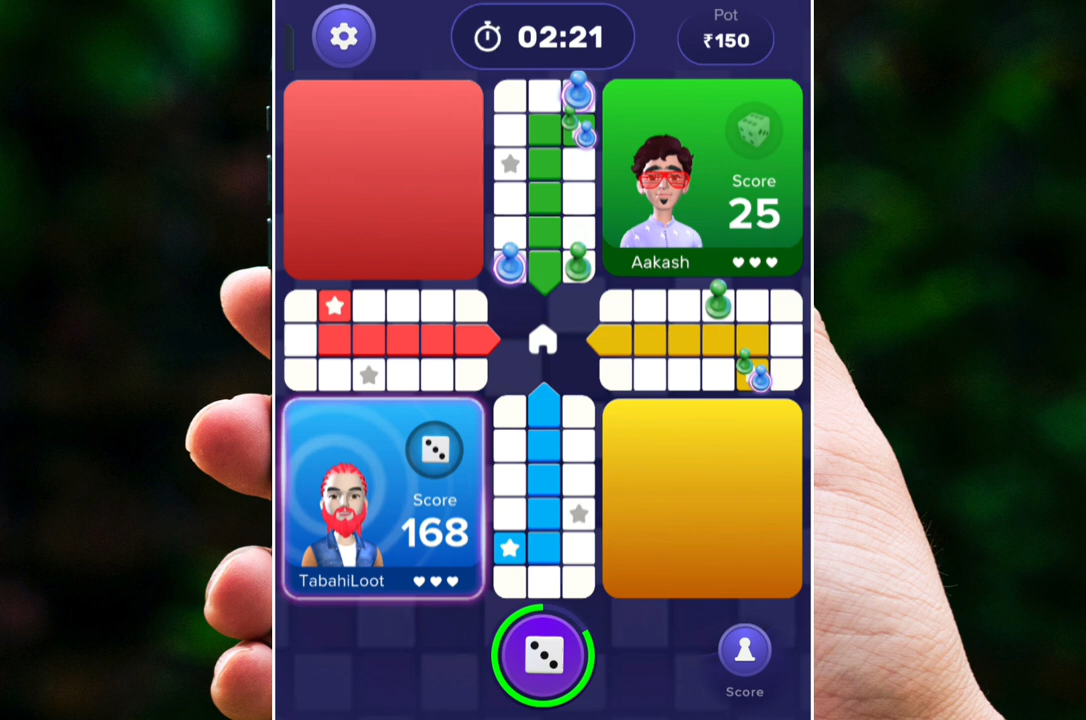 02:21
Pot
₹150
Score
25
Aakash
Score
168
TabahiLoot
Score